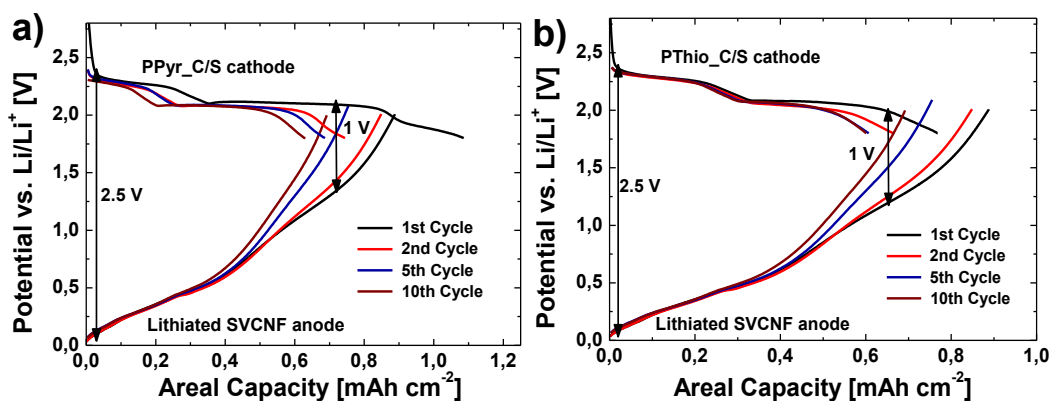 a)
Potential vs. Li/Li⁺ [V]
2,5
2,0
1,5
1,0
0,5
0,0
PPyr_C/S cathode
1 V
2.5 V
1st Cycle
2nd Cycle
5th Cycle
10th Cycle
Lithiated SVCNF anode
0,0 0,2 0,4 0,6 0,8 1,0 1,2
Areal Capacity [mAh cm⁻²]
b)
Potential vs. Li/Li⁺ [V]
2,5
2,0
1,5
1,0
0,5
0,0
PThio_C/S cathode
1 V
2.5 V
1st Cycle
2nd Cycle
5th Cycle
10th Cycle
Lithiated SVCNF anode
0,0 0,2 0,4 0,6 0,8 1,0
Areal Capacity [mAh cm⁻²]